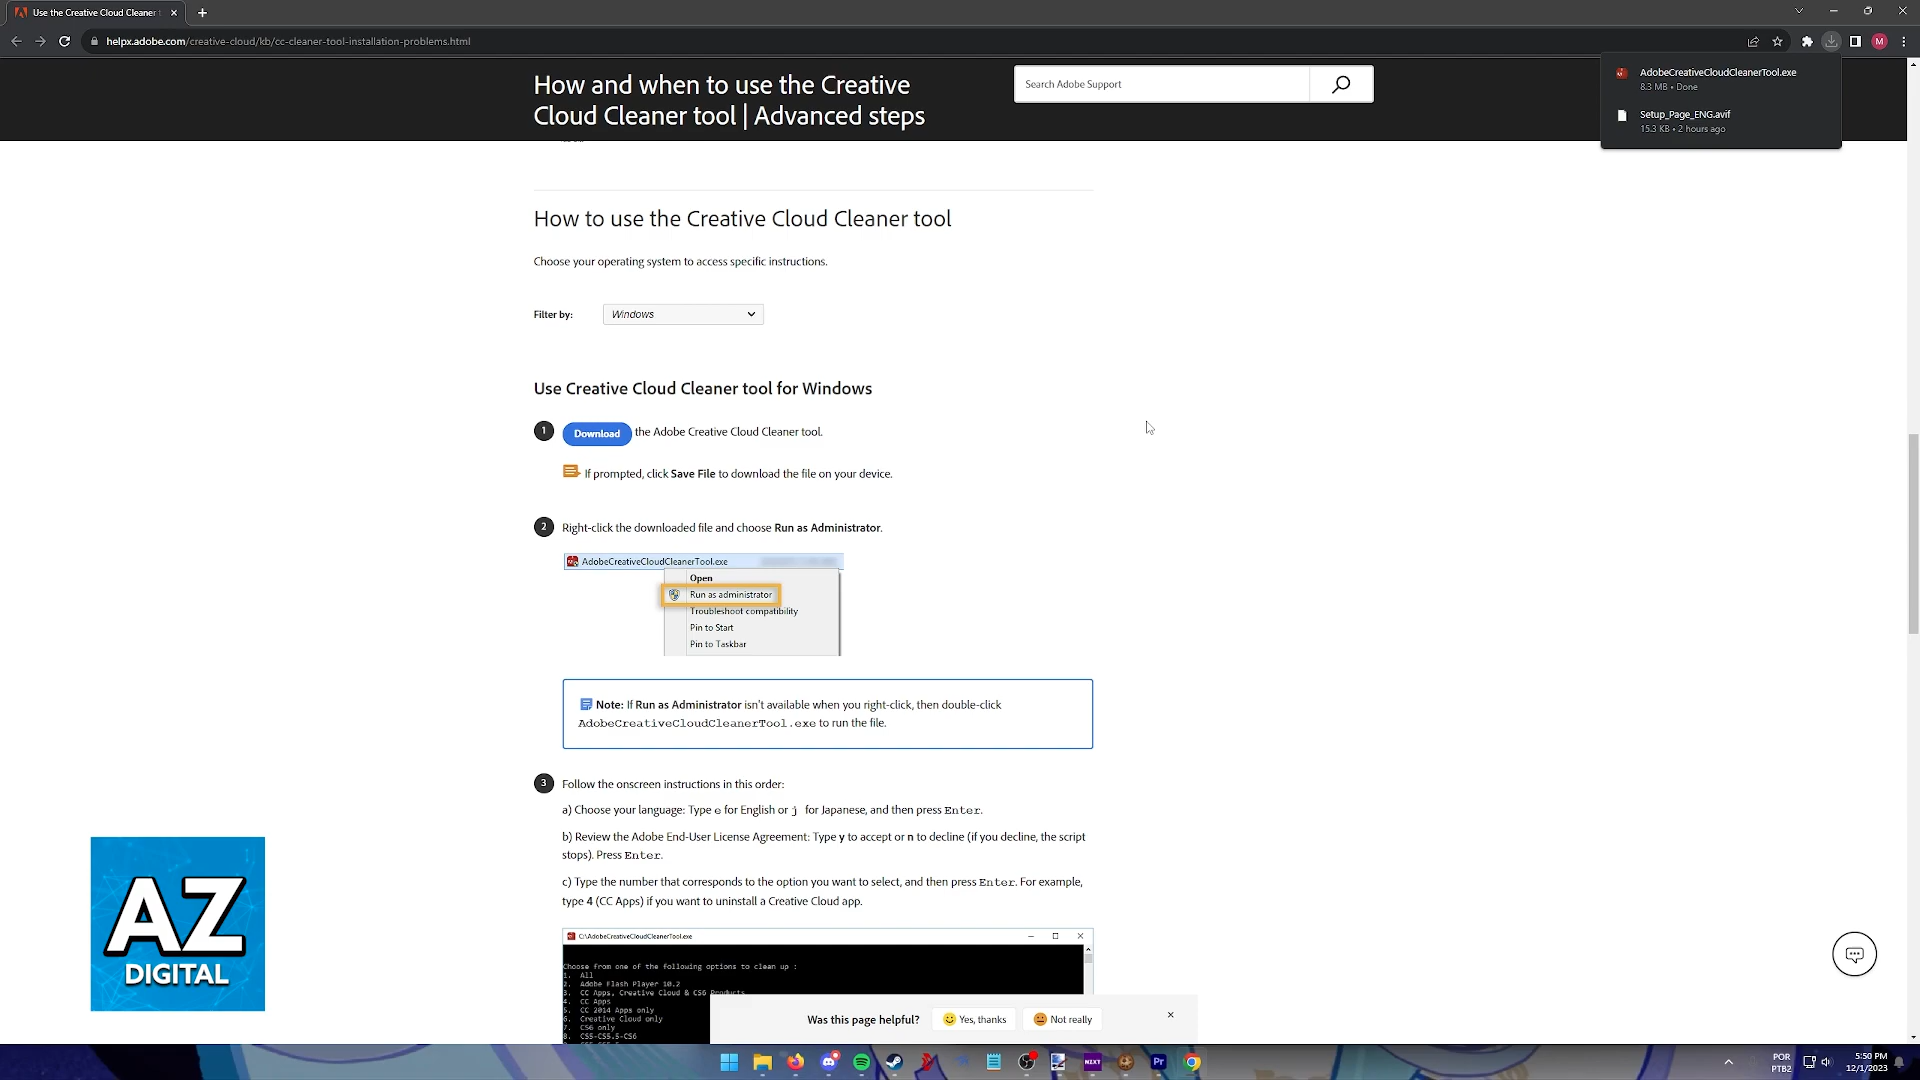 Use the Creative Cloud Cleaner t
helpx.adobe.com/creative-cloud/kb/cc-cleaner-tool-installation-problems.html
M
How and when to use the Creative
Cloud Cleaner tool | Advanced steps
Search Adobe Support
AdobeCreativeCloudCleanerTool.exe
8.3 MB • Done
Setup_Page_ENG.avif
15.3 KB • 2 hours ago
How to use the Creative Cloud Cleaner tool
Choose your operating system to access specific instructions.
Filter by: Windows
Use Creative Cloud Cleaner tool for Windows
1 Download the Adobe Creative Cloud Cleaner tool.
If prompted, click Save File to download the file on your device.
2 Right-click the downloaded file and choose Run as Administrator.
AdobeCreativeCloudCleanerTool.exe
Open
Run as administrator
Troubleshoot compatibility
Pin to Start
Pin to Taskbar
Note: If Run as Administrator isn't available when you right-click, then double-click
AdobeCreativeCloudCleanerTool.exe to run the file.
3 Follow the onscreen instructions in this order:
a) Choose your language: Type e for English or j for Japanese, and then press Enter.
b) Review the Adobe End-User License Agreement: Type y to accept or n to decline (if you decline, the script
stops). Press Enter.
c) Type the number that corresponds to the option you want to select, and then press Enter. For example,
type 4 (CC Apps) if you want to uninstall a Creative Cloud app.
C:\AdobeCreativeCloudCleanerTool.exe
Choose from one of the following options to clean up :
1. All
2. Adobe Flash Player 10.2
3. CC Apps, Creative Cloud & CS6 Products
4. CC Apps
5. CC 2014 Apps only
6. Creative Cloud only
7. CS6 only
8. CS5-CS5.5-CS6
Was this page helpful? Yes, thanks Not really
AZ
DIGITAL
NEXT
Pr
POR
PTB2
5:50 PM
12/1/2023